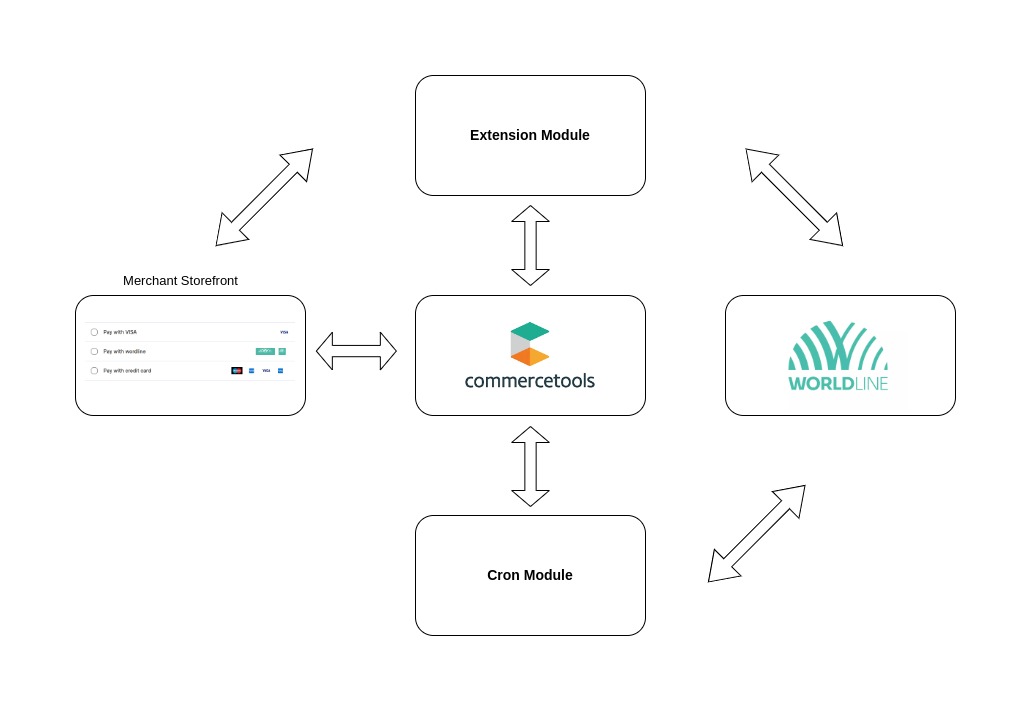 Extension Module
Merchant Storefront
Pay with VISA
VISA
Pay with wordline
Pay with credit card
VISA
commercetools
WORLDLINE
Cron Module